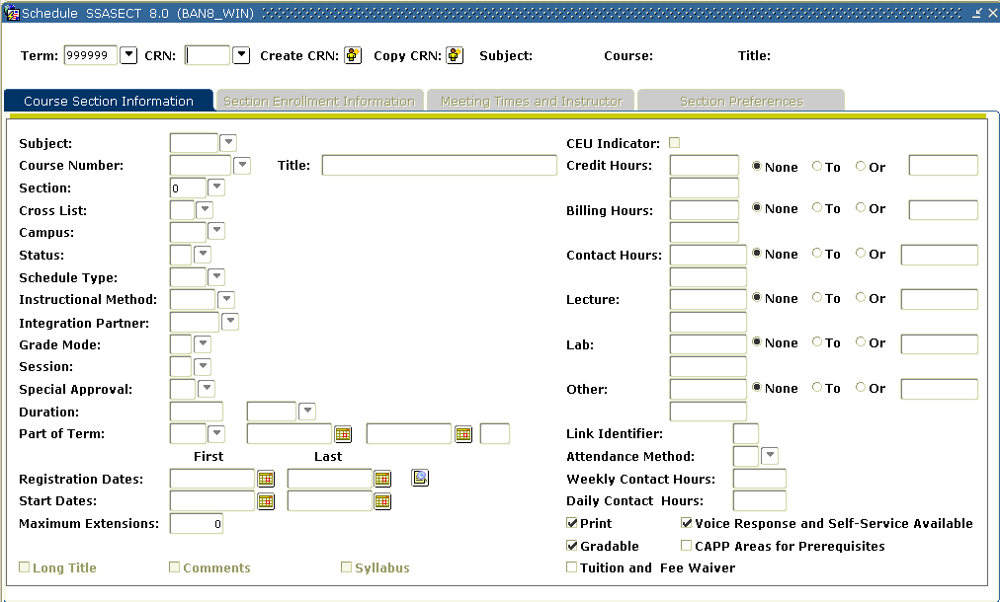 Schedule SSASECT 8.0 (BAN8_WIN)
Term: 999999 CRN: Create CRN: Copy CRN: Subject: Course: Title:
Course Section Information Section Enrollment Information Meeting Times and Instructor Section Preferences
Subject: CEU Indicator:
Course Number: Title: Credit Hours: None To Or
Section: 0
Cross List: Billing Hours: None To Or
Campus:
Status: Contact Hours: None To Or
Schedule Type:
Instructional Method: Lecture: None To Or
Integration Partner:
Grade Mode: Lab: None To Or
Session:
Special Approval: Other: None To Or
Duration:
Part of Term: Link Identifier:
First Last Attendance Method:
Registration Dates: Weekly Contact Hours:
Start Dates: Daily Contact Hours:
Maximum Extensions: 0 Print Voice Response and Self-Service Available
Gradable CAPP Areas for Prerequisites
Long Title Comments Syllabus Tuition and Fee Waiver